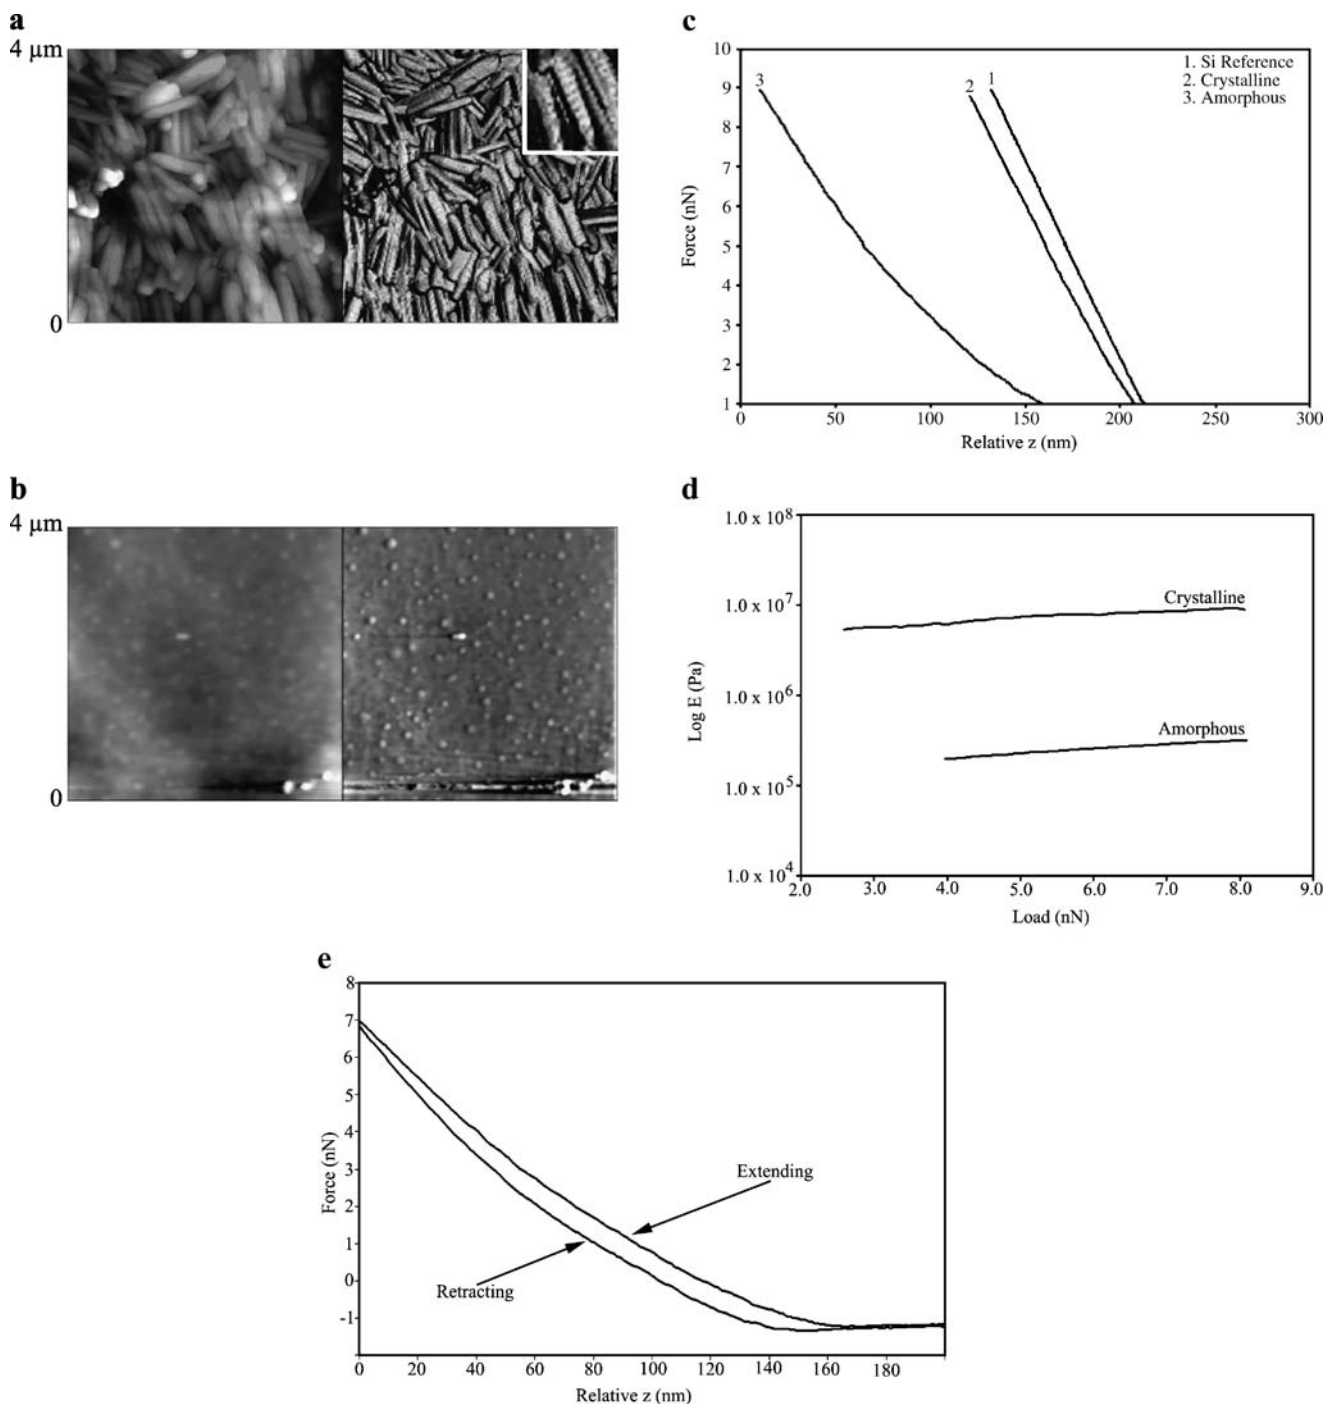 a
4 μm
0
c
10
9
8
7
6
5
4
3
2
1
0
50
100
150
200
250
300
Force (nN)
Relative z (nm)
3
2
1
1. Si Reference
2. Crystalline
3. Amorphous
b
4 μm
0
d
1.0 x 10^8
1.0 x 10^7
1.0 x 10^6
1.0 x 10^5
1.0 x 10^4
Log E (Pa)
Crystalline
Amorphous
2.0 3.0 4.0 5.0 6.0 7.0 8.0 9.0
Load (nN)
e
8
7
6
5
4
3
2
1
0
-1
Force (nN)
Extending
Retracting
0 20 40 60 80 100 120 140 160 180
Relative z (nm)